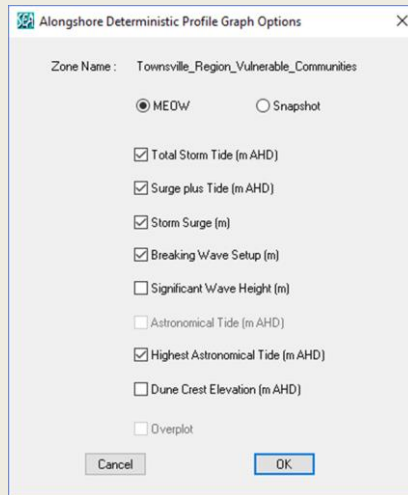 SEA Alongshore Deterministic Profile Graph Options
Zone Name : Townsville_Region_Vulnerable_Communities
MEOW Snapshot
Total Storm Tide (m AHD)
Surge plus Tide (m AHD)
Storm Surge (m)
Breaking Wave Setup (m)
Significant Wave Height (m)
Astronomical Tide (m AHD)
Highest Astronomical Tide (m AHD)
Dune Crest Elevation (m AHD)
Overplot
Cancel OK